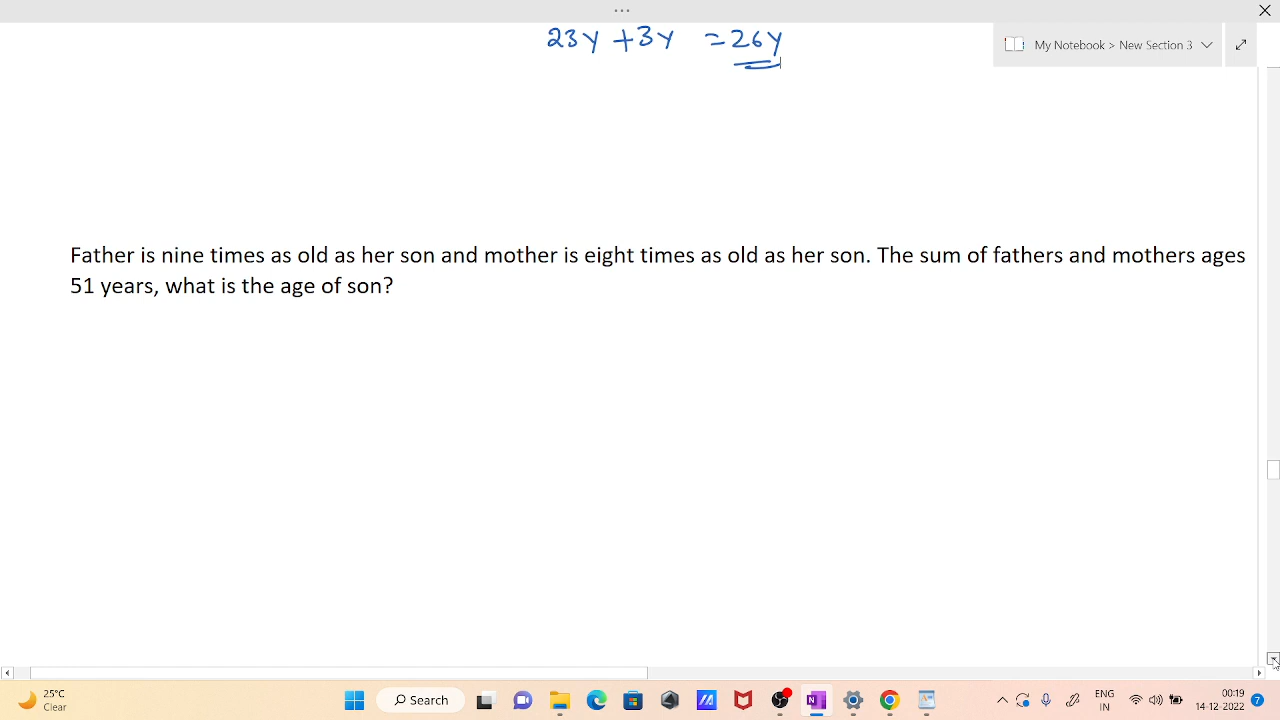 23y + 3y = 26y
My Notebook > New Section 3
Father is nine times as old as her son and mother is eight times as old as her son. The sum of fathers and mothers ages
51 years, what is the age of son?
25°C
Clear
Search
ENG
IN
14-12-2022
7